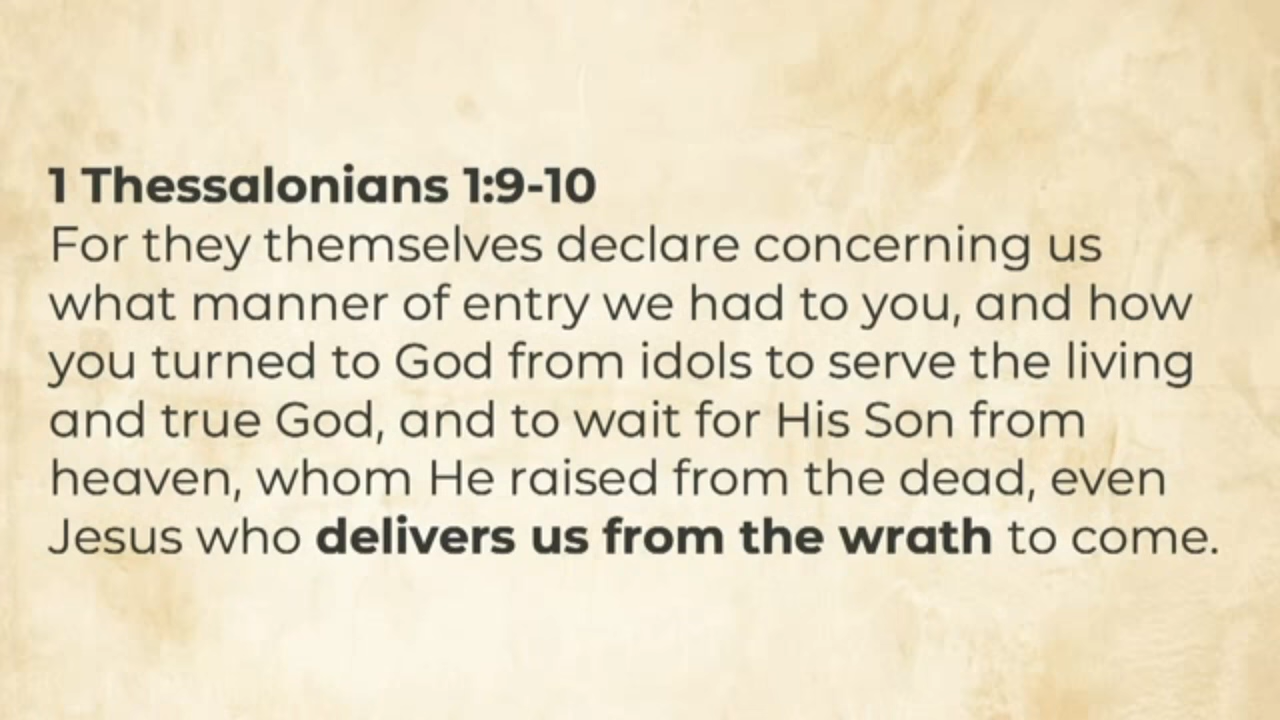 1 Thessalonians 1:9-10
For they themselves declare concerning us
what manner of entry we had to you, and how
you turned to God from idols to serve the living
and true God, and to wait for His Son from
heaven, whom He raised from the dead, even
Jesus who delivers us from the wrath to come.